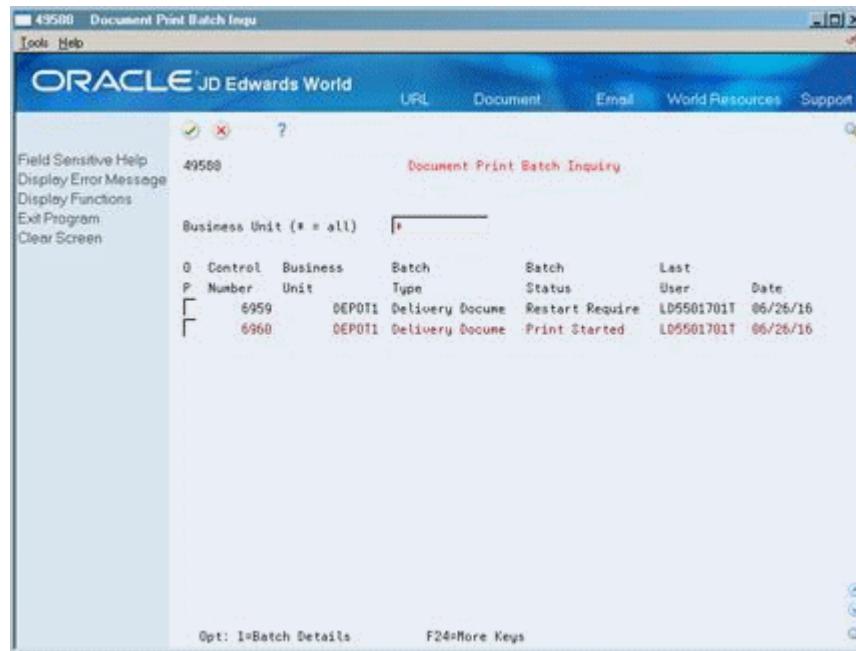 49500 Document Print Batch Inqu
Tools Help
ORACLE JD Edwards World
URL Document Email World Resources Support
Field Sensitive Help
Display Error Message
Display Functions
Exit Program
Clear Screen
?
49500 Document Print Batch Inquiry
Business Unit (* = all) *
O Control Business Batch Batch Last
P Number Unit Type Status User Date
6959 DEPOT1 Delivery Docume Restart Require LD5501701T 06/26/16
6960 DEPOT1 Delivery Docume Print Started LD5501701T 06/26/16
Opt: 1=Batch Details F24=More Keys